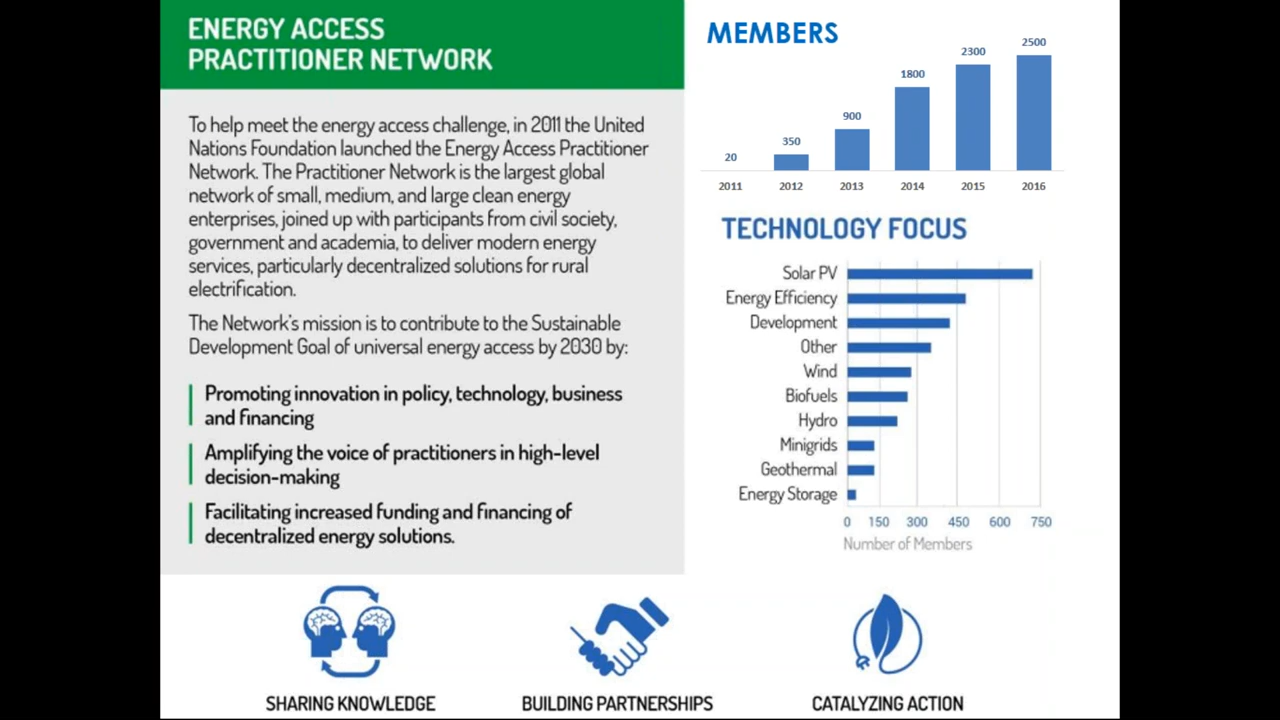 ENERGY ACCESS
PRACTITIONER NETWORK
To help meet the energy access challenge, in 2011 the United
Nations Foundation launched the Energy Access Practitioner
Network. The Practitioner Network is the largest global
network of small, medium, and large clean energy
enterprises, joined up with participants from civil society,
government and academia, to deliver modern energy
services, particularly decentralized solutions for rural
electrification.
The Network's mission is to contribute to the Sustainable
Development Goal of universal energy access by 2030 by:
Promoting innovation in policy, technology, business
and financing
Amplifying the voice of practitioners in high-level
decision-making
Facilitating increased funding and financing of
decentralized energy solutions.
MEMBERS
20
350
900
1800
2300
2500
2011 2012 2013 2014 2015 2016
TECHNOLOGY FOCUS
Solar PV
Energy Efficiency
Development
Other
Wind
Biofuels
Hydro
Minigrids
Geothermal
Energy Storage
0 150 300 450 600 750
Number of Members
SHARING KNOWLEDGE
BUILDING PARTNERSHIPS
CATALYZING ACTION